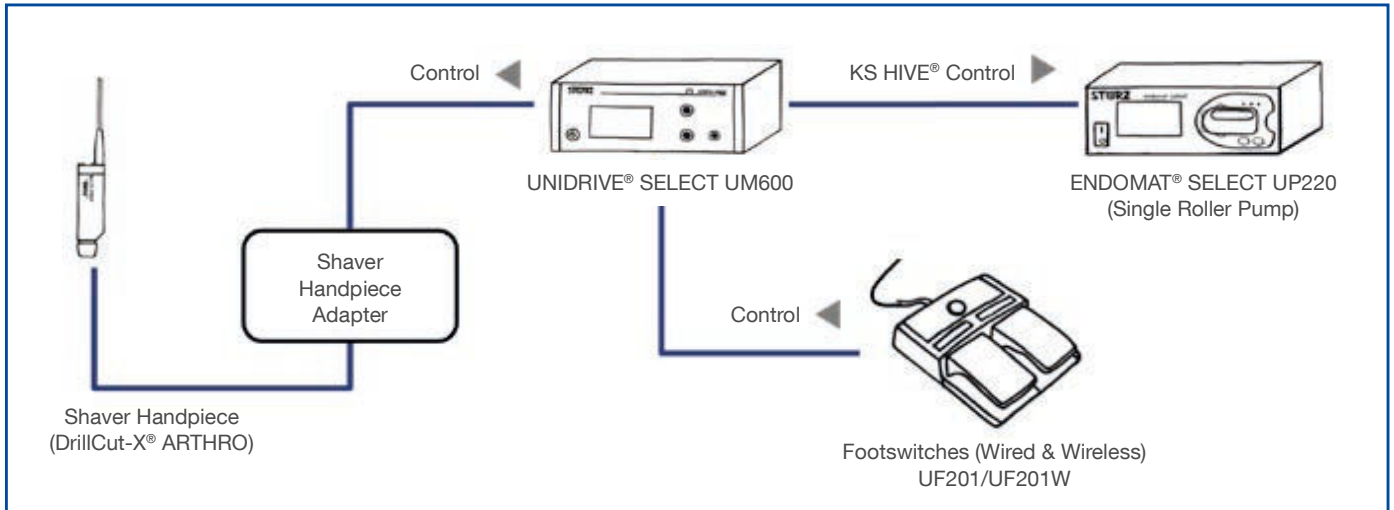 Control
KS HIVE® Control
STORZ
UNIDRIVE® SELECT UM600
ENDOMAT® SELECT UP220
(Single Roller Pump)
Shaver
Handpiece
Adapter
Control
Shaver Handpiece
(DrillCut-X® ARTHRO)
Footswitches (Wired & Wireless)
UF201/UF201W